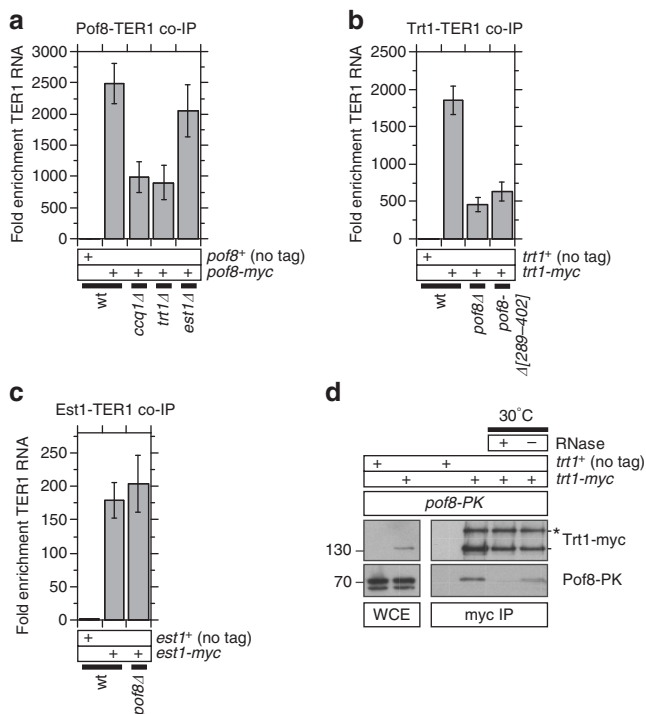 a
Pof8-TER1 co-IP
Fold enrichment TER1 RNA
3000
2500
2000
1500
1000
500
0
+ pof8+ (no tag)
+ + + + pof8-myc
wt
ccq1Δ
trt1Δ
est1Δ
b
Trt1-TER1 co-IP
Fold enrichment TER1 RNA
2500
2000
1500
1000
500
0
+ trt1+ (no tag)
+ + + trt1-myc
wt
pof8Δ
pof8-
Δ[289–402]
c
Est1-TER1 co-IP
Fold enrichment TER1 RNA
250
200
150
100
50
0
+ est1+ (no tag)
+ + est1-myc
wt
pof8Δ
d
30°C
+ – RNase
+ + trt1+ (no tag)
+ + + + trt1-myc
pof8-PK
130
* Trt1-myc
70
Pof8-PK
WCE
myc IP